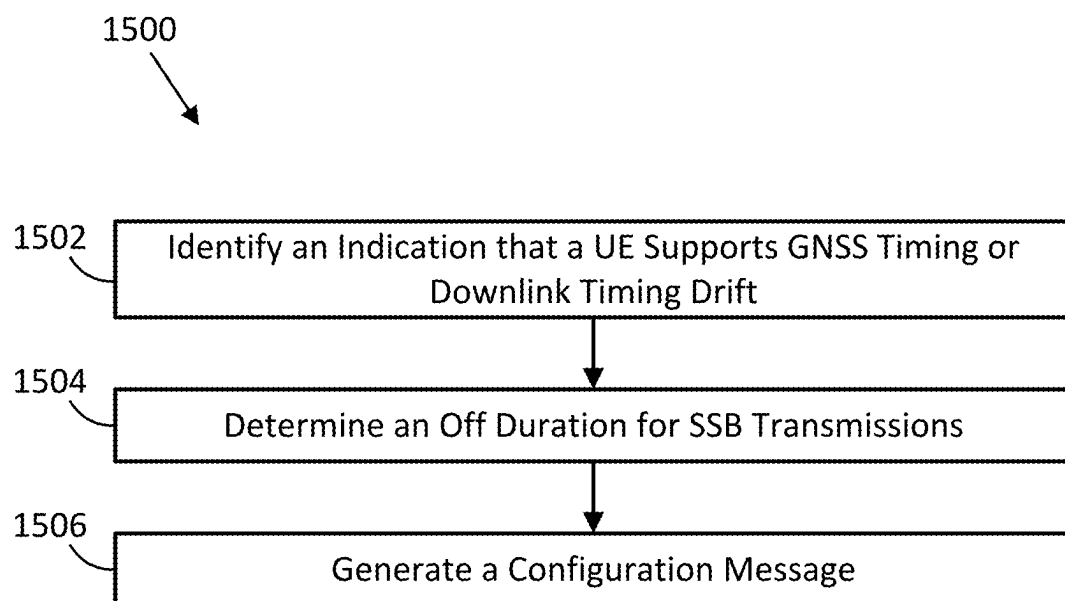 1500
1502
Identify an Indication that a UE Supports GNSS Timing or
Downlink Timing Drift
1504
Determine an Off Duration for SSB Transmissions
1506
Generate a Configuration Message